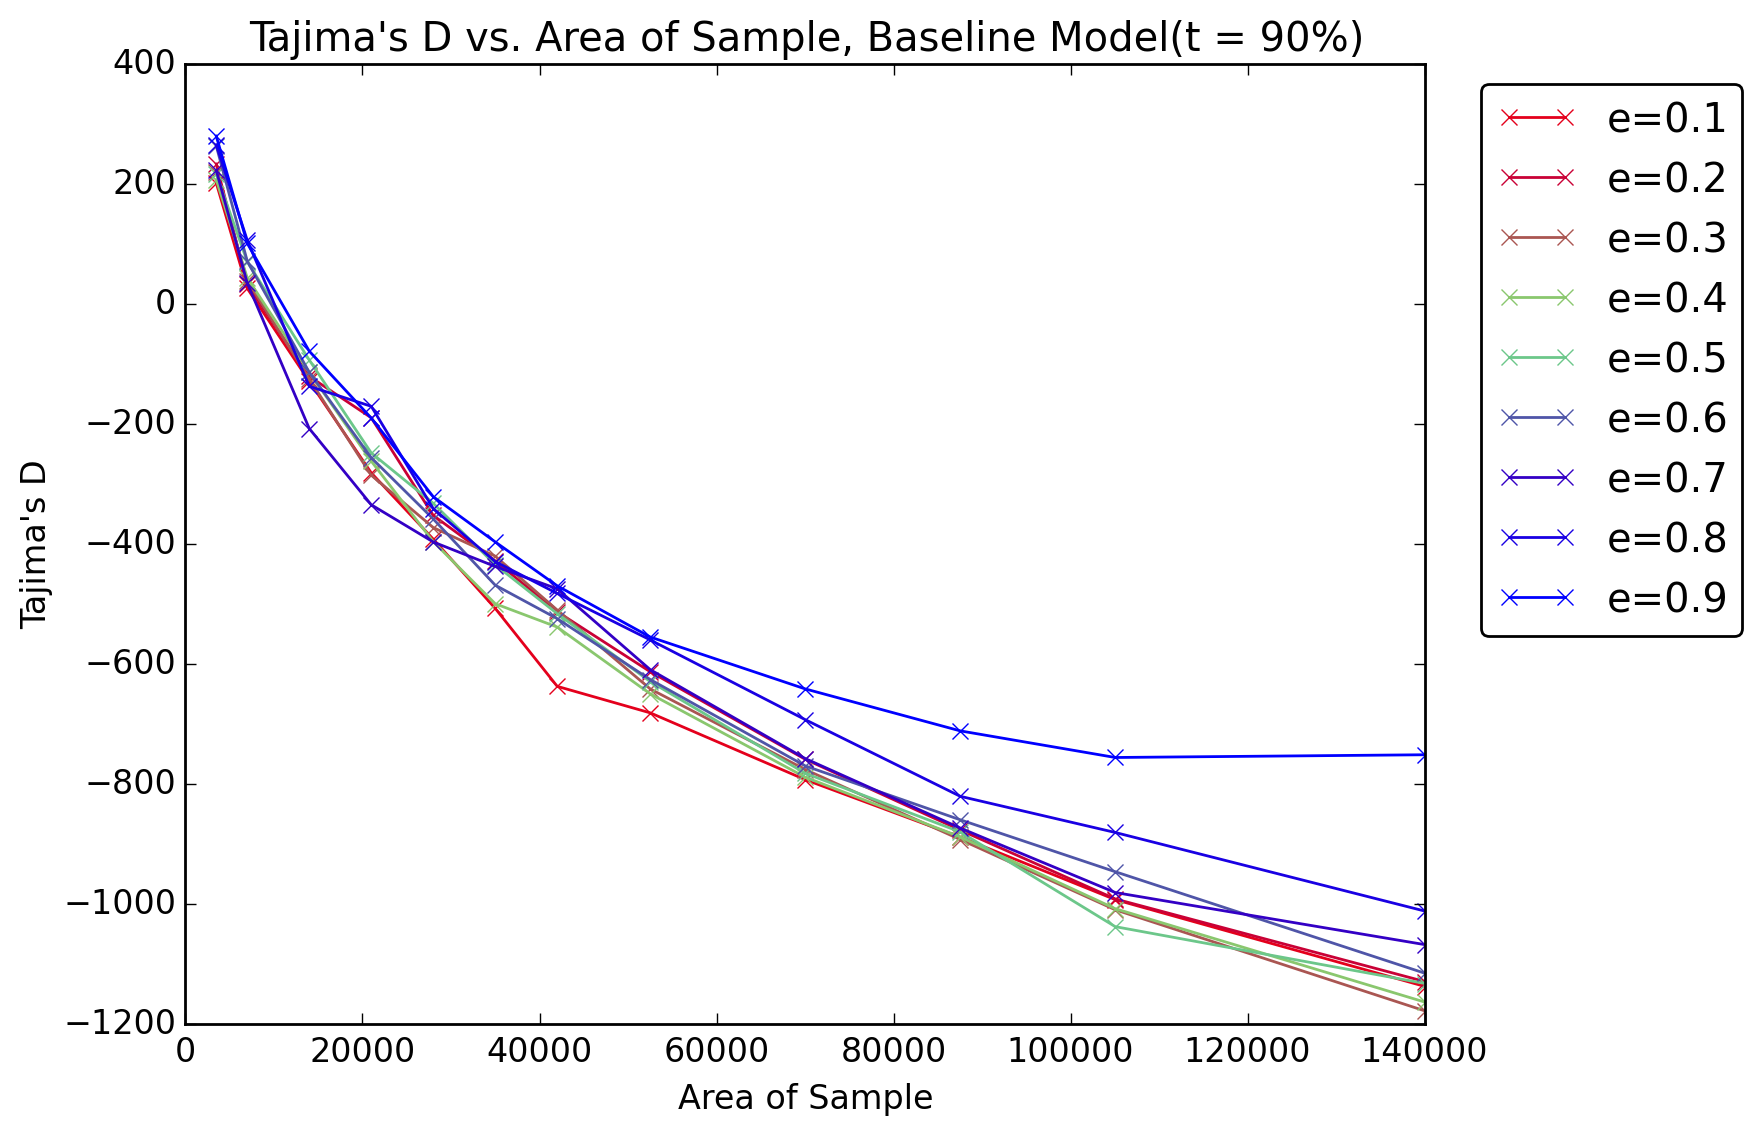 Tajima's D vs. Area of Sample, Baseline Model(t = 90%)
400
200
0
−200
−400
−600
−800
−1000
−1200
Tajima's D
0 20000 40000 60000 80000 100000 120000 140000
Area of Sample
e=0.1
e=0.2
e=0.3
e=0.4
e=0.5
e=0.6
e=0.7
e=0.8
e=0.9